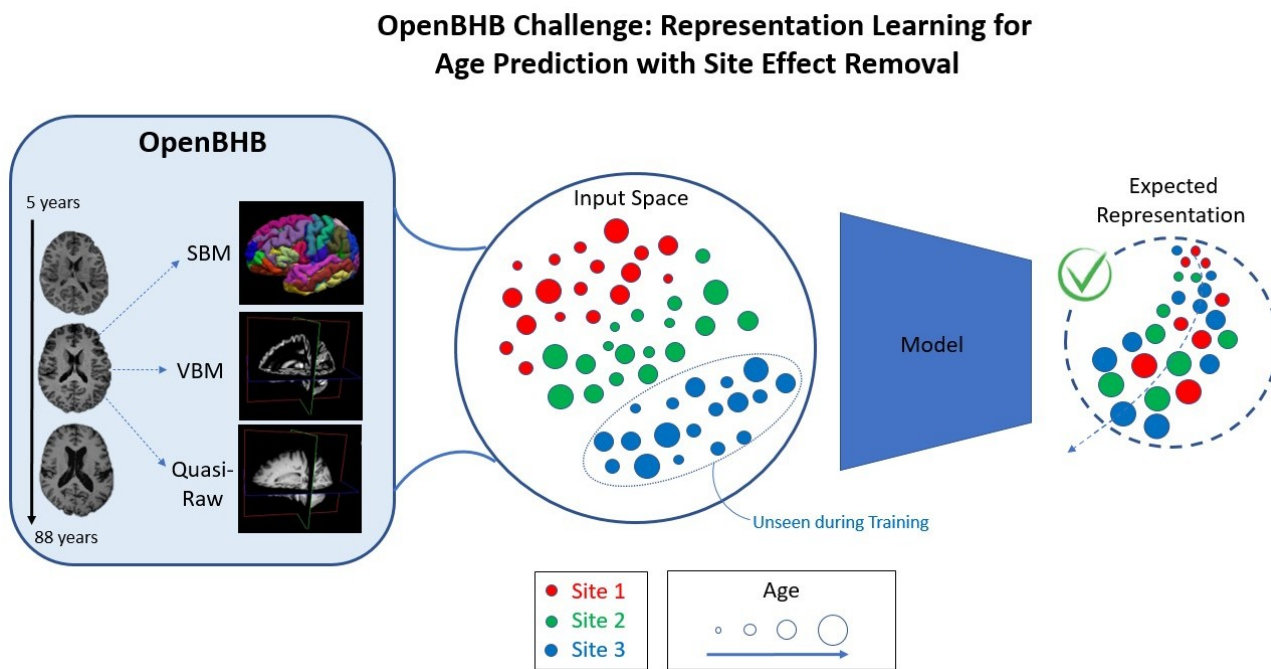 OpenBHB Challenge: Representation Learning for
Age Prediction with Site Effect Removal
OpenBHB
5 years
SBM
VBM
Quasi-
Raw
88 years
Input Space
Unseen during Training
Model
Expected
Representation
Site 1
Site 2
Site 3
Age